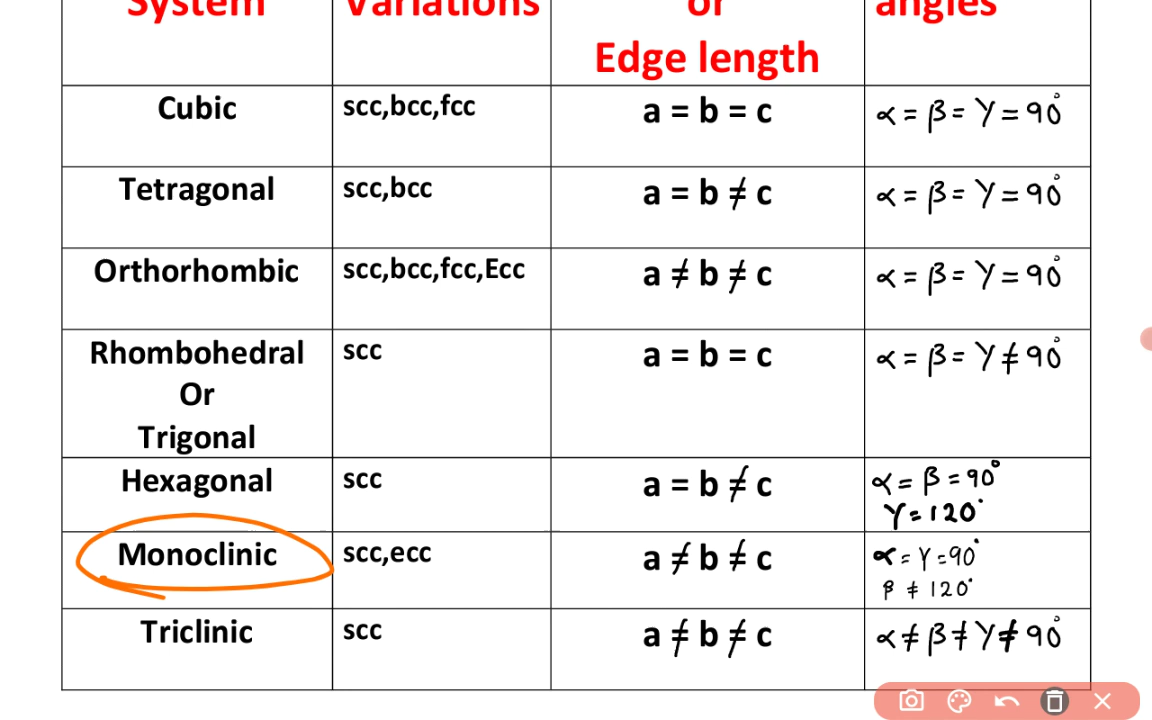 System Variations or angles
Edge length
Cubic scc,bcc,fcc a = b = c α = β = γ = 90°
Tetragonal scc,bcc a = b ≠ c α = β = γ = 90°
Orthorhombic scc,bcc,fcc,Ecc a ≠ b ≠ c α = β = γ = 90°
Rhombohedral scc a = b = c α = β = γ ≠ 90°
Or
Trigonal
Hexagonal scc a = b ≠ c α = β = 90°
γ = 120°
Monoclinic scc,ecc a ≠ b ≠ c α = γ = 90°
β ≠ 120°
Triclinic scc a ≠ b ≠ c α ≠ β ≠ γ ≠ 90°